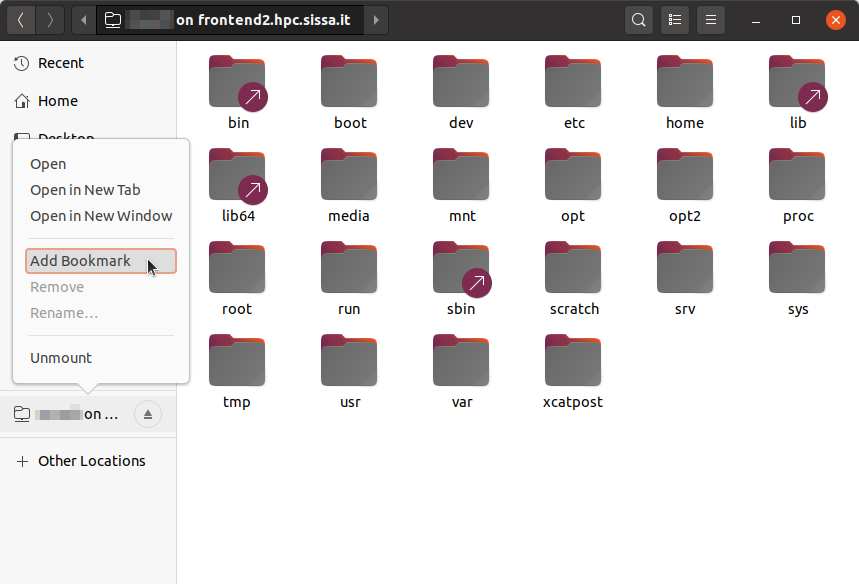 on frontend2.hpc.sissa.it
Recent
Home
Desktop
Open
Open in New Tab
Open in New Window
Add Bookmark
Remove
Rename…
Unmount
on …
Other Locations
bin boot dev etc home lib
lib64 media mnt opt opt2 proc
root run sbin scratch srv sys
tmp usr var xcatpost